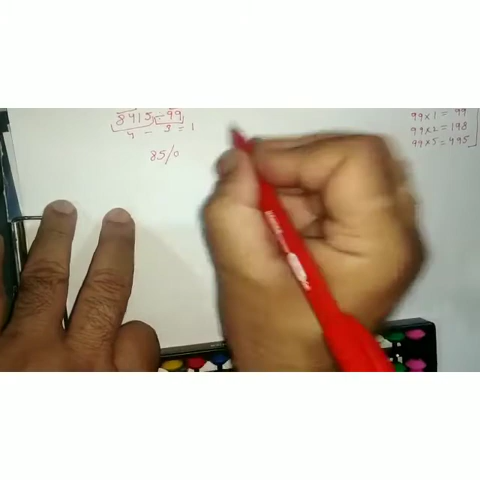 8415 ÷ 99
4 - 3 = 1
85/0
99×1 = 99
99×2 = 198
99×5 = 495